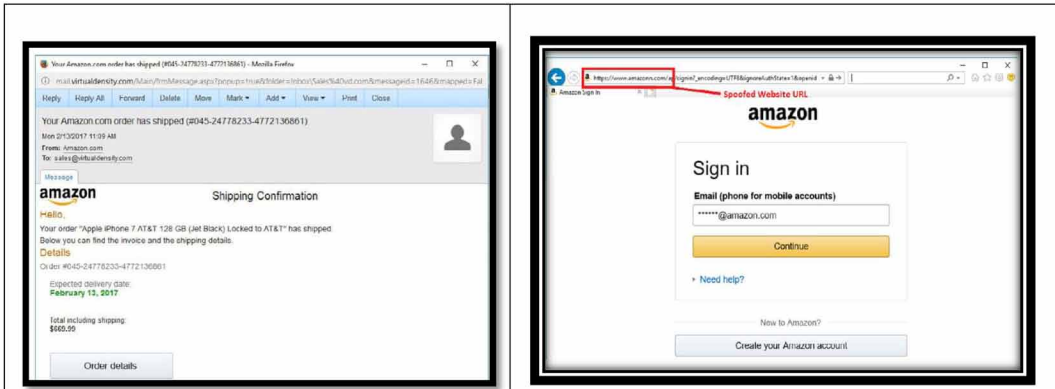 Your Amazon.com order has shipped (#045-24778233-4772136861) - Mozilla Firefox
mail.virtualdensity.com/Main/frmMessage.aspx?popup=true&folder=Inbox\Sales%40vd.com&messageid=1646&mapped=Fal
Reply Reply All Forward Delete Move Mark Add View Print Close
Your Amazon.com order has shipped (#045-24778233-4772136861)
Mon 2/13/2017 11:09 AM
From: Amazon.com
To: sales@virtualdensity.com
Message
amazon Shipping Confirmation
Hello,
Your order "Apple iPhone 7 AT&T 128 GB (Jet Black) Locked to AT&T" has shipped
Below you can find the invoice and the shipping details.
Details
Order #045-24778233-4772136861
Expected delivery date:
February 13, 2017
Total including shipping:
$669.99
Order details
Amazon Sign In
Spoofed Website URL
amazon
Sign in
Email (phone for mobile accounts)
******@amazon.com
Continue
Need help?
New to Amazon?
Create your Amazon account